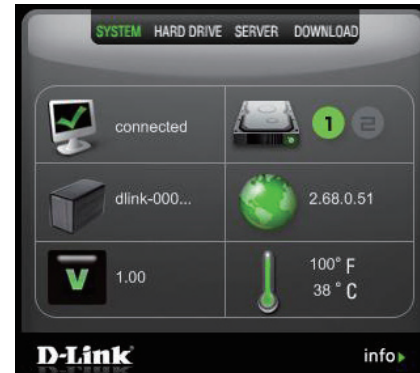 SYSTEM HARD DRIVE SERVER DOWNLOAD
connected
1 2
dlink-000...
2.68.0.51
V 1.00
100° F
38 ° C
D-Link
info